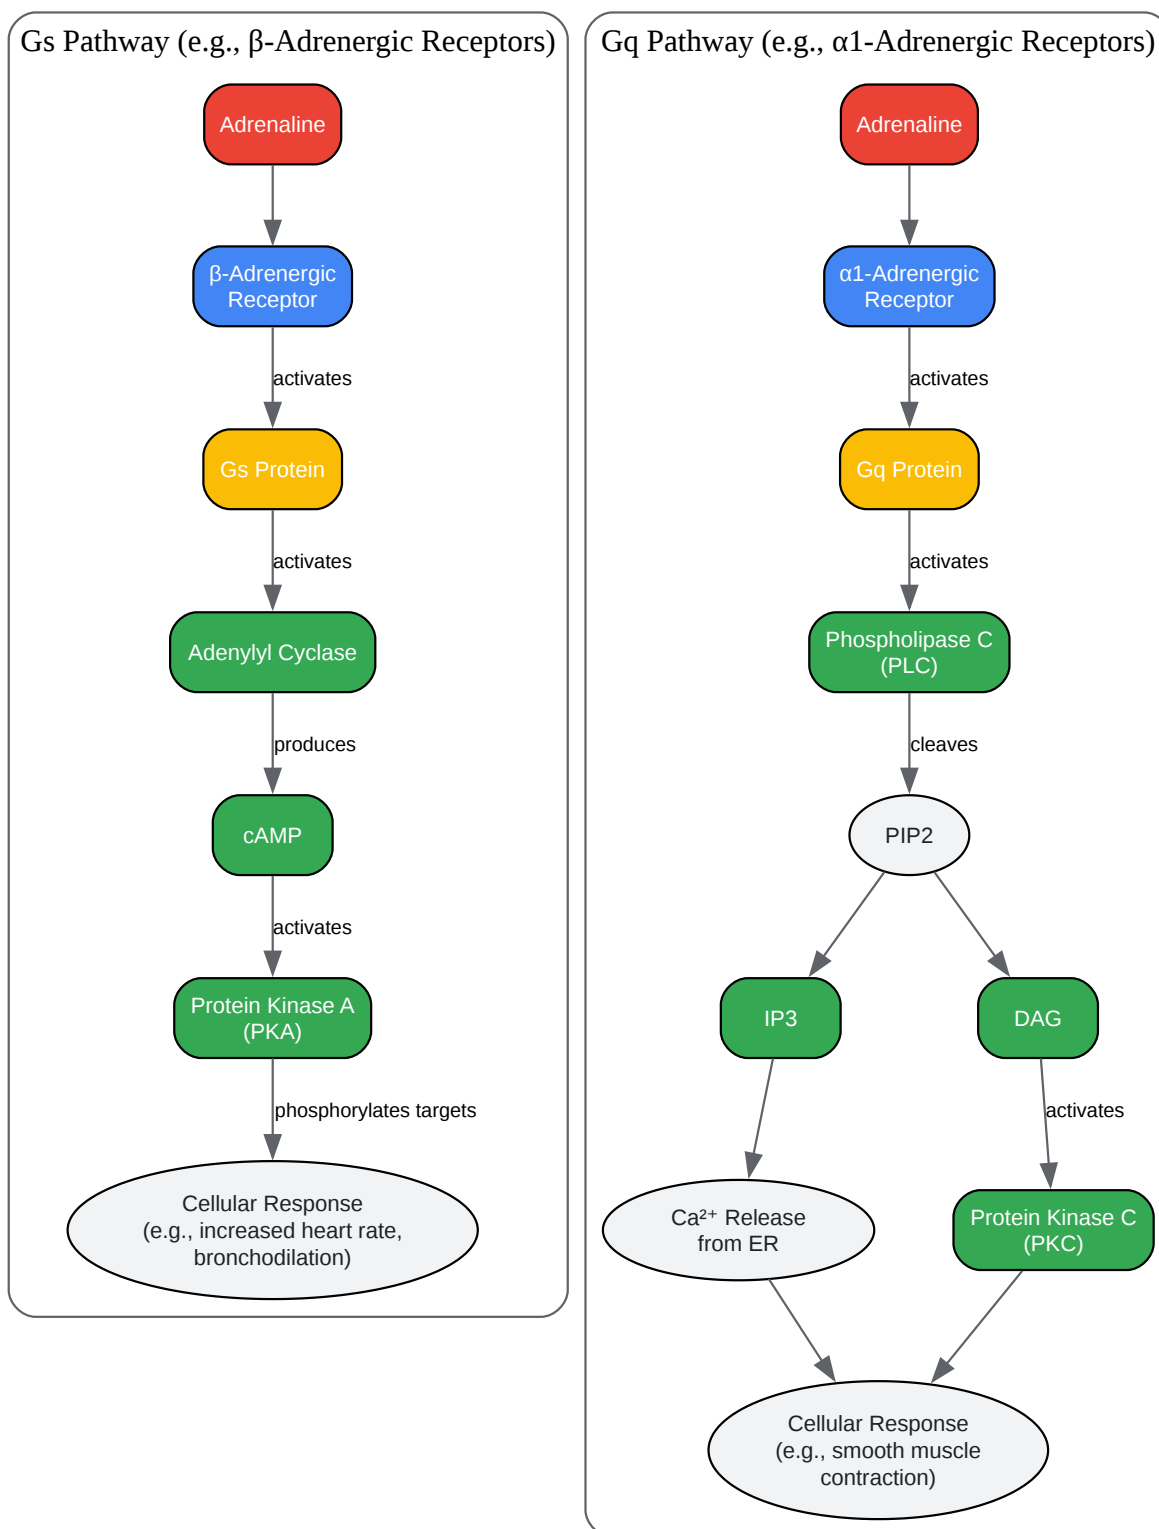 Gs Pathway (e.g., β-Adrenergic Receptors)
Adrenaline
β-Adrenergic
Receptor
activates
Gs Protein
activates
Adenylyl Cyclase
produces
cAMP
activates
Protein Kinase A
(PKA)
phosphorylates targets
Cellular Response
(e.g., increased heart rate,
bronchodilation)
Gq Pathway (e.g., α1-Adrenergic Receptors)
Adrenaline
α1-Adrenergic
Receptor
activates
Gq Protein
activates
Phospholipase C
(PLC)
cleaves
PIP2
IP3
DAG
activates
Ca²⁺ Release
from ER
Protein Kinase C
(PKC)
Cellular Response
(e.g., smooth muscle
contraction)